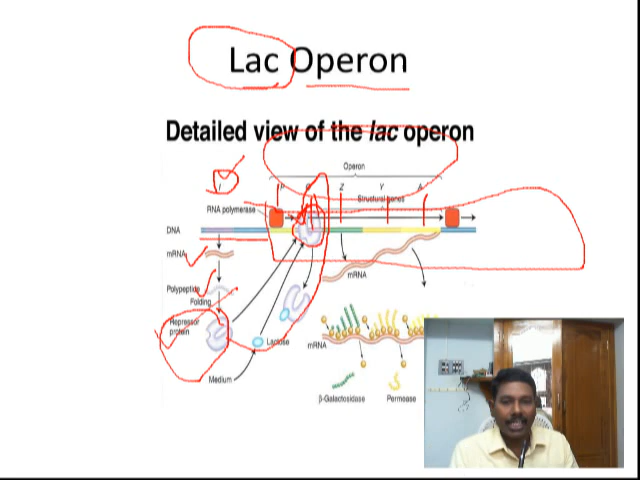 Lac Operon
Detailed view of the lac operon
Operon
I P O Z Y A
Structural genes
RNA polymerase
DNA
mRNA
mRNA
Polypeptide
Folding
Repressor
protein
Lactose
mRNA
Medium
β-Galactosidase Permease